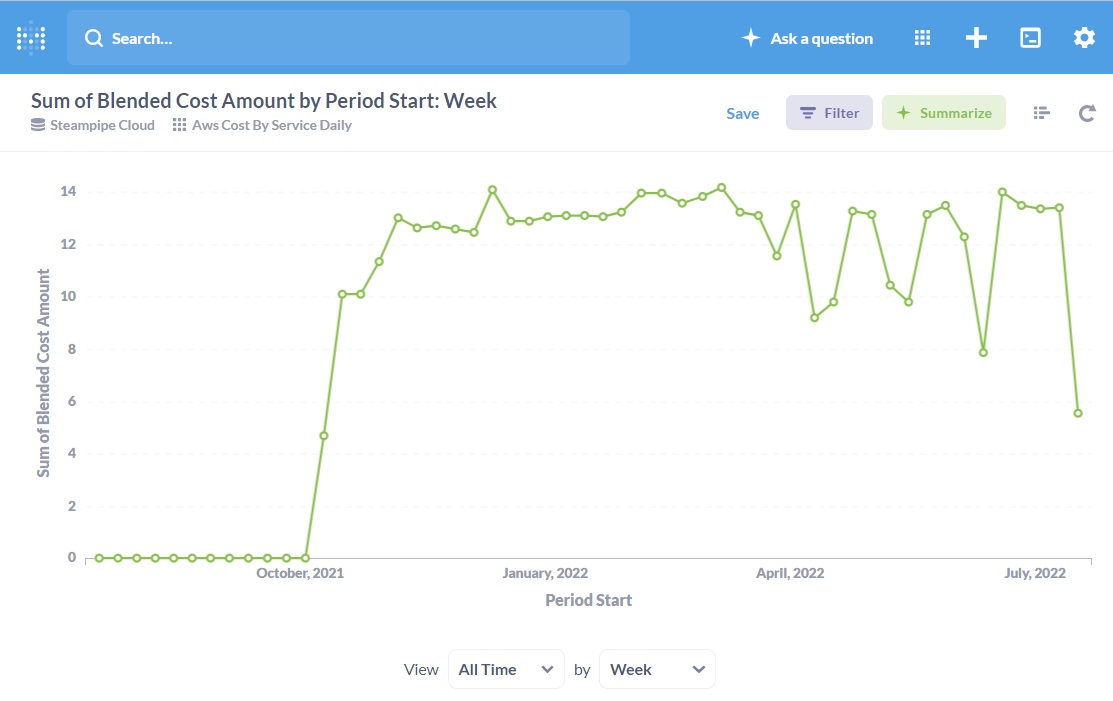 Search...
Ask a question
Sum of Blended Cost Amount by Period Start: Week
Steampipe Cloud Aws Cost By Service Daily
Save
Filter
Summarize
Sum of Blended Cost Amount
14
12
10
8
6
4
2
0
October, 2021
January, 2022
April, 2022
July, 2022
Period Start
View All Time by Week